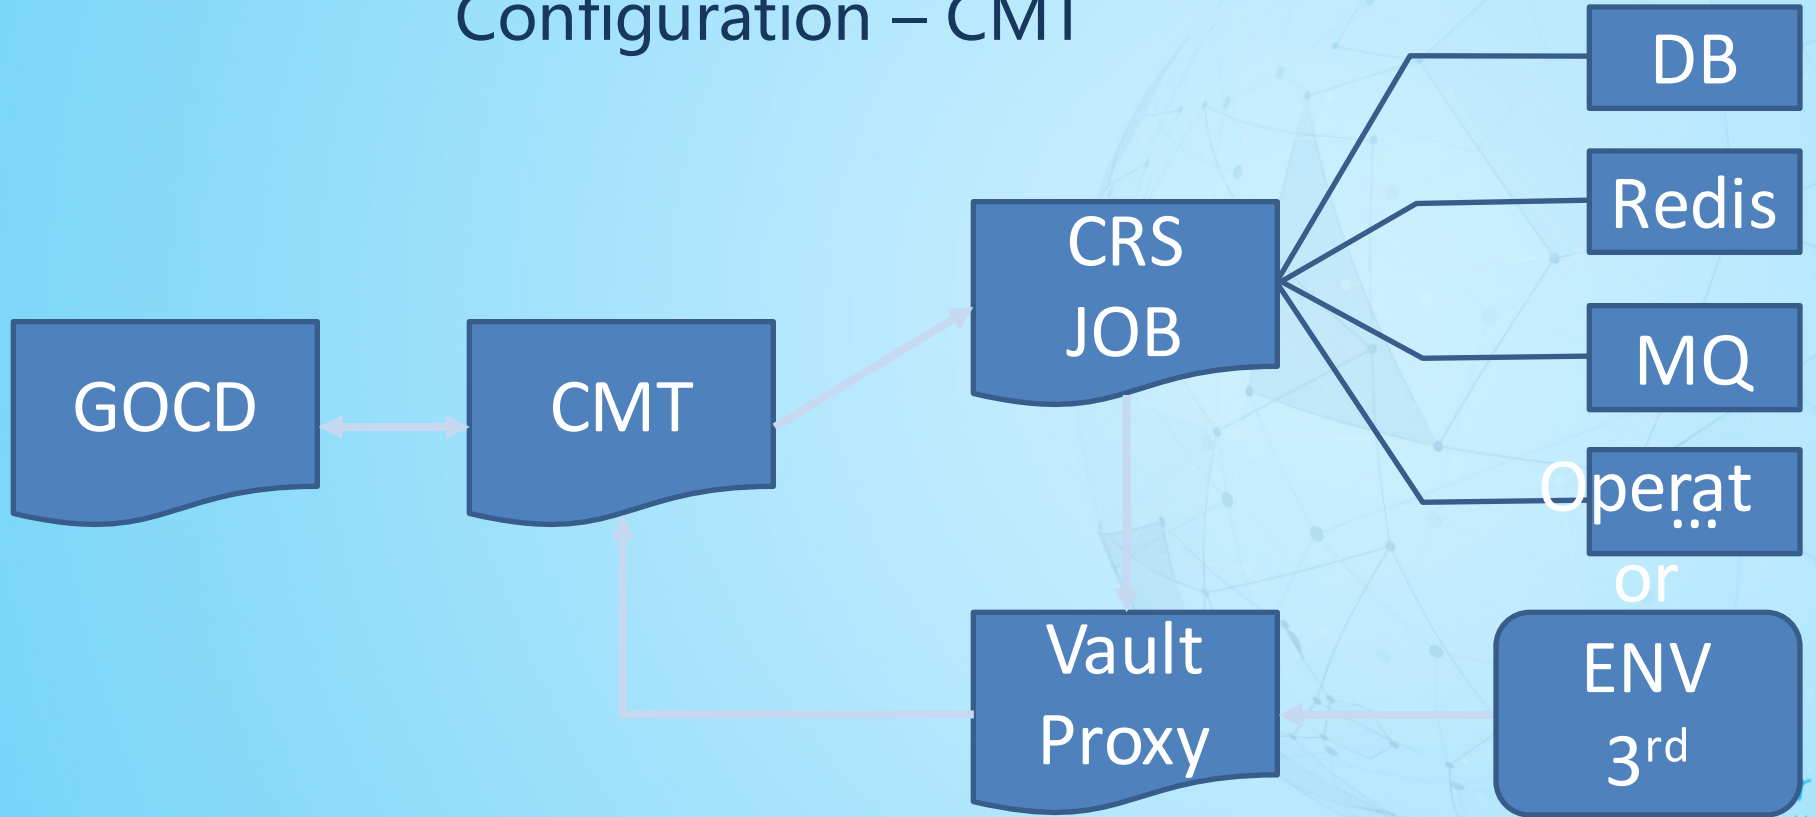 Configuration – CMT
DB
Redis
CRS
JOB
MQ
GOCD
CMT
Operat
...
or
Vault
Proxy
ENV
3rd